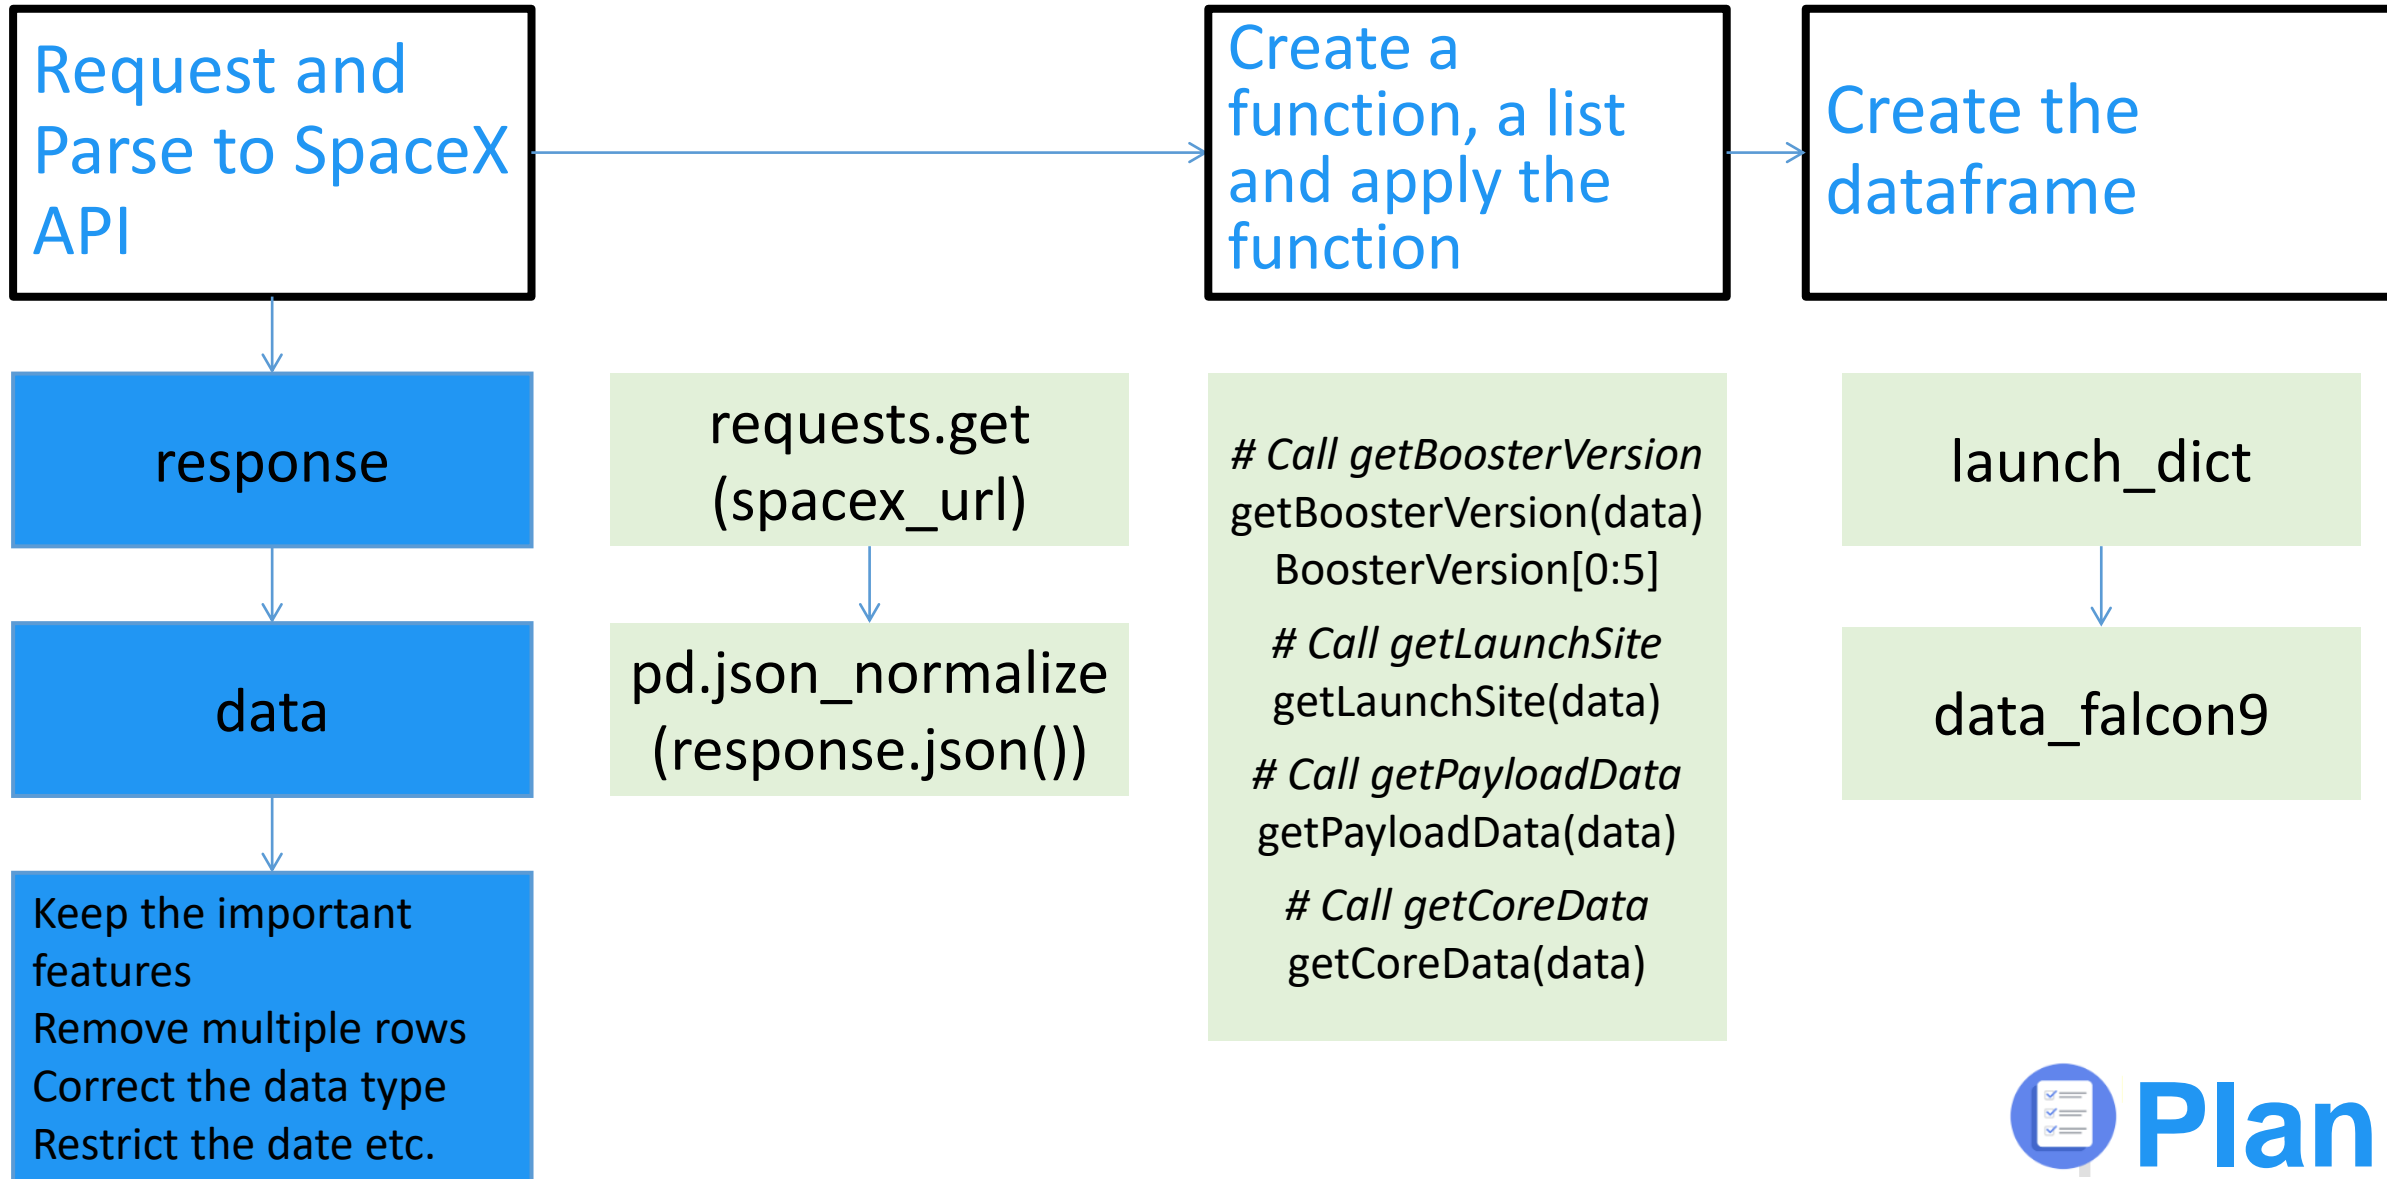 Request and
Parse to SpaceX
API
Create a
function, a list
and apply the
function
Create the
dataframe
response
data
Keep the important
features
Remove multiple rows
Correct the data type
Restrict the date etc.
requests.get
(spacex_url)
pd.json_normalize
(response.json())
# Call getBoosterVersion
getBoosterVersion(data)
BoosterVersion[0:5]
# Call getLaunchSite
getLaunchSite(data)
# Call getPayloadData
getPayloadData(data)
# Call getCoreData
getCoreData(data)
launch_dict
data_falcon9
Plan